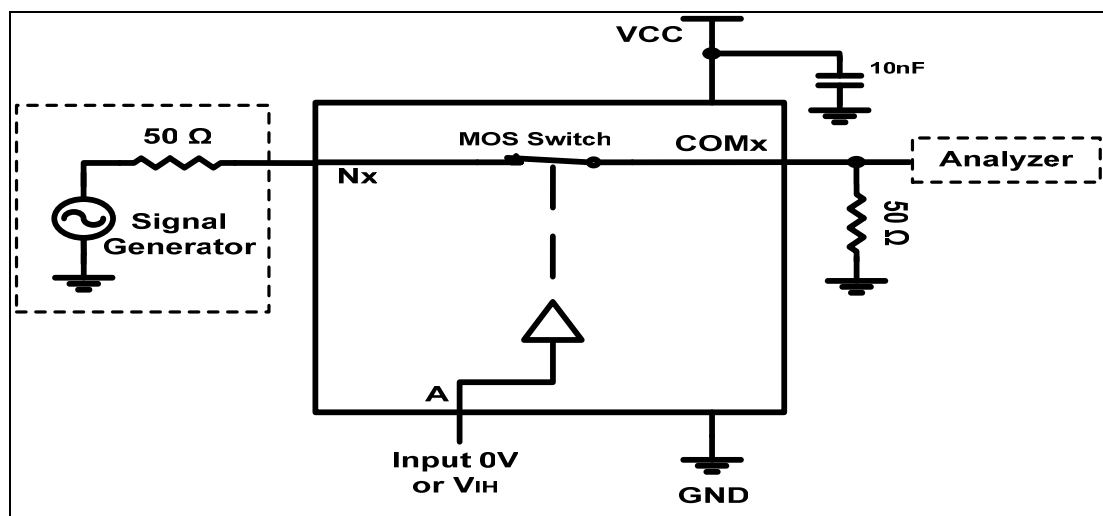 VCC
10nF
50 Ω
MOS Switch
COMx
Analyzer
Nx
Signal
Generator
50 Ω
A
Input 0V
or VIH
GND